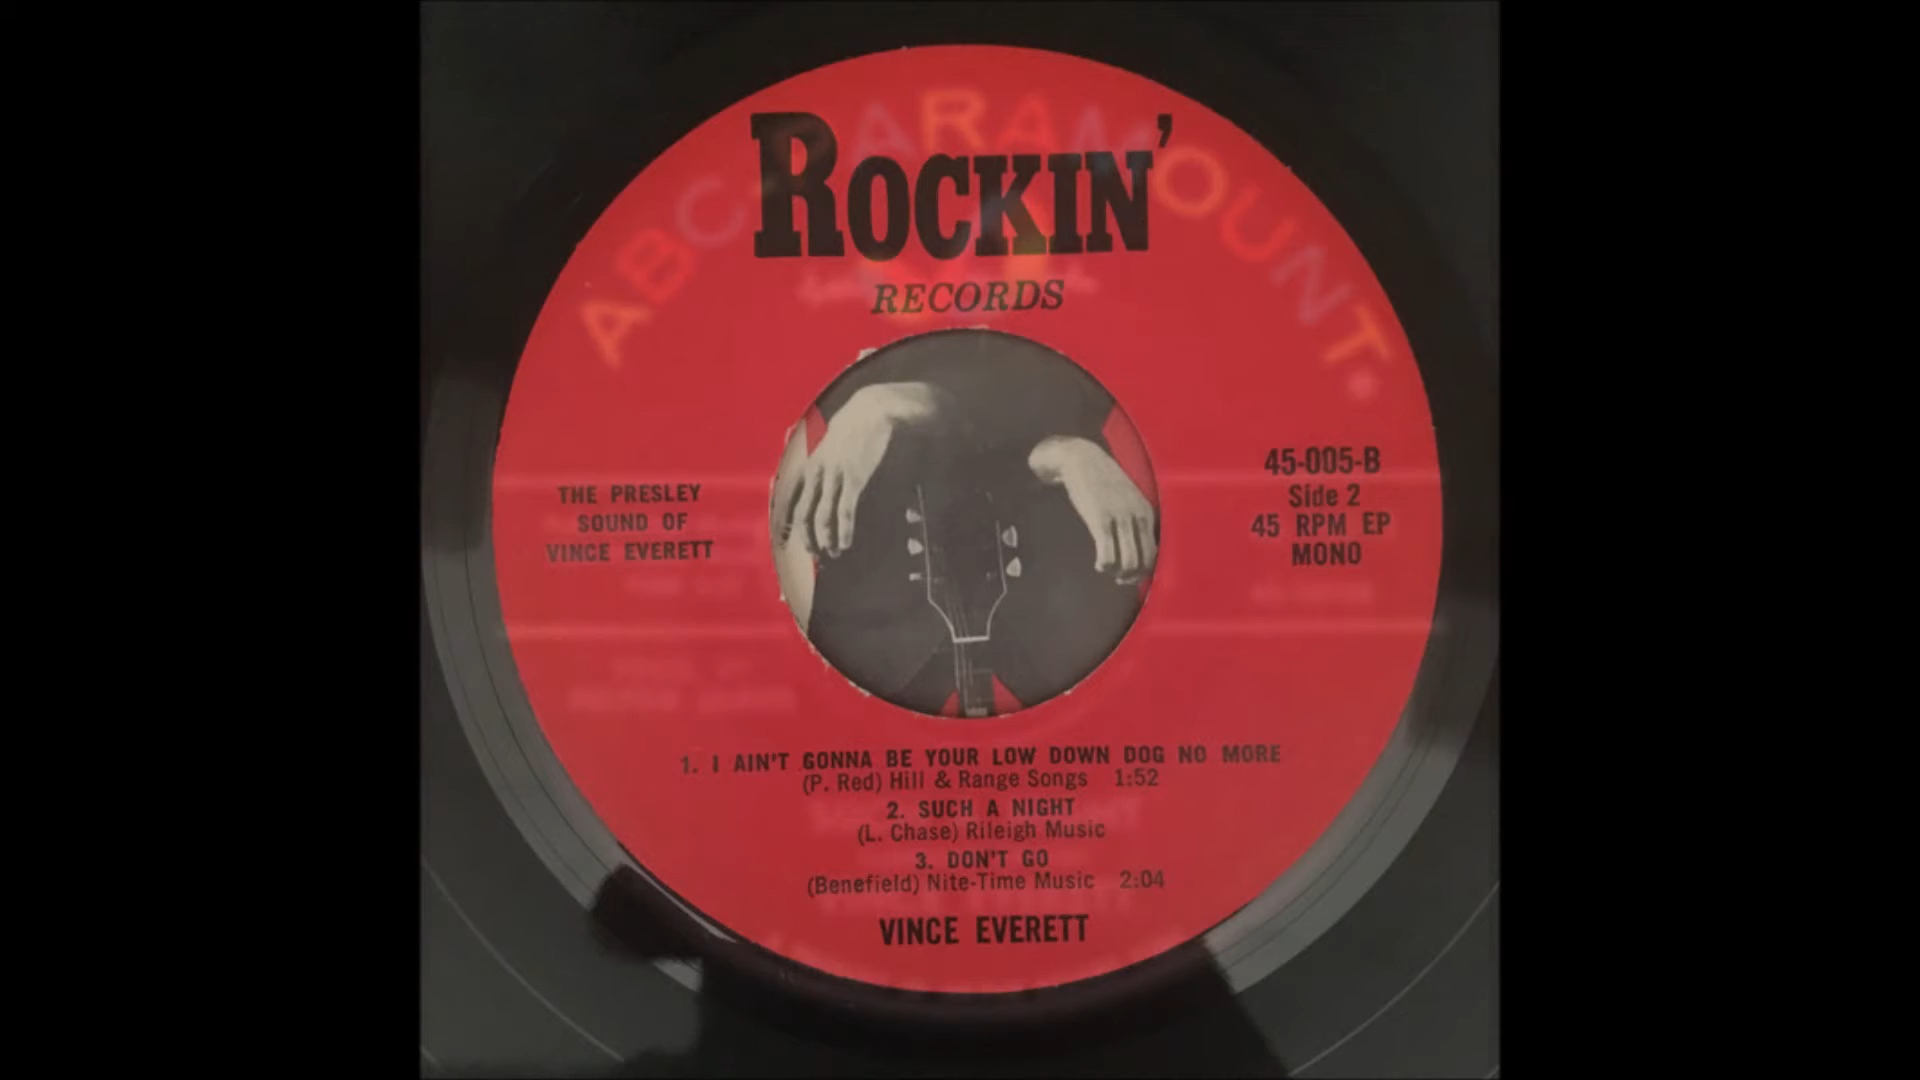 ROCKIN'
RECORDS
ABC-PARAMOUNT
THE PRESLEY
SOUND OF
VINCE EVERETT
45-005-B
Side 2
45 RPM EP
MONO
1. I AIN'T GONNA BE YOUR LOW DOWN DOG NO MORE
(P. Red) Hill & Range Songs 1:52
2. SUCH A NIGHT
(L. Chase) Rileigh Music
3. DON'T GO
(Benefield) Nite-Time Music 2:04
VINCE EVERETT